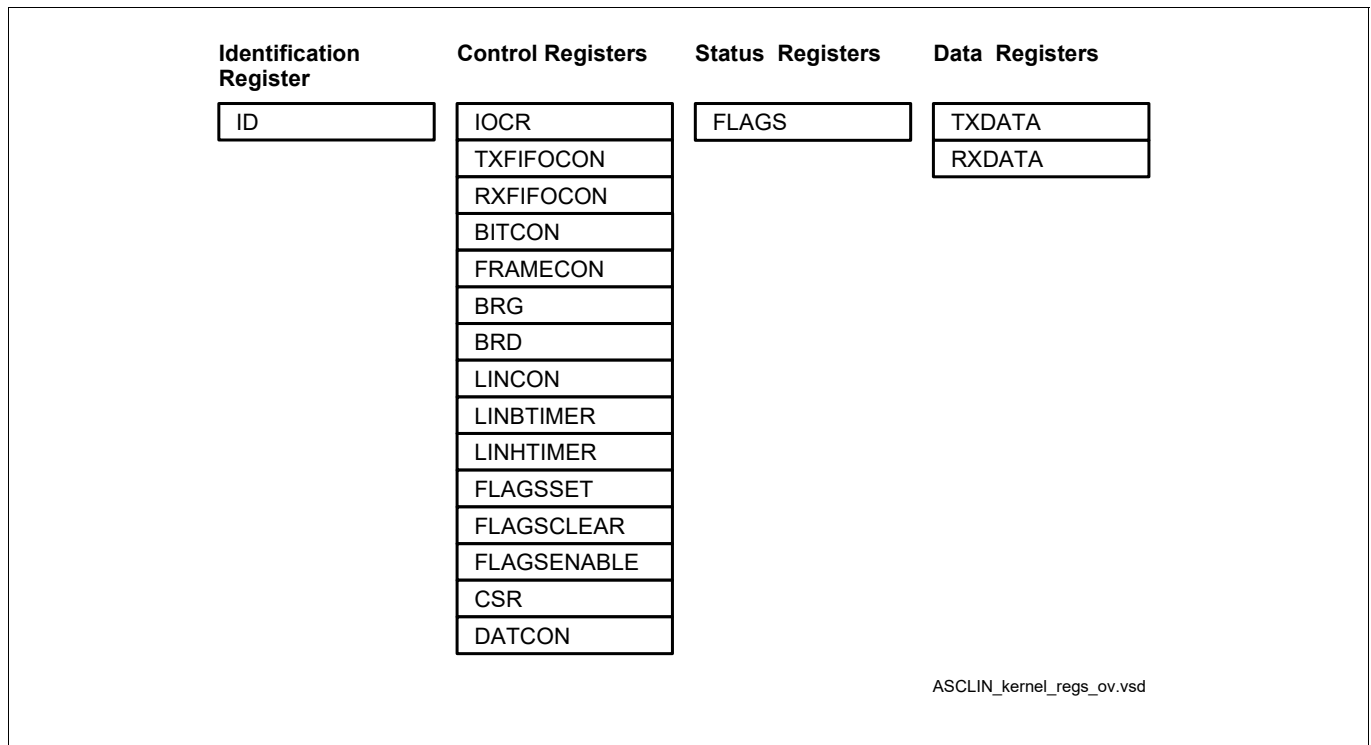 Identification
Register
Control Registers
Status Registers
Data Registers
ID
IOCR
TXFIFOCON
RXFIFOCON
BITCON
FRAMECON
BRG
BRD
LINCON
LINBTIMER
LINHTIMER
FLAGSSET
FLAGSCLEAR
FLAGSENABLE
CSR
DATCON
FLAGS
TXDATA
RXDATA
ASCLIN_kernel_regs_ov.vsd